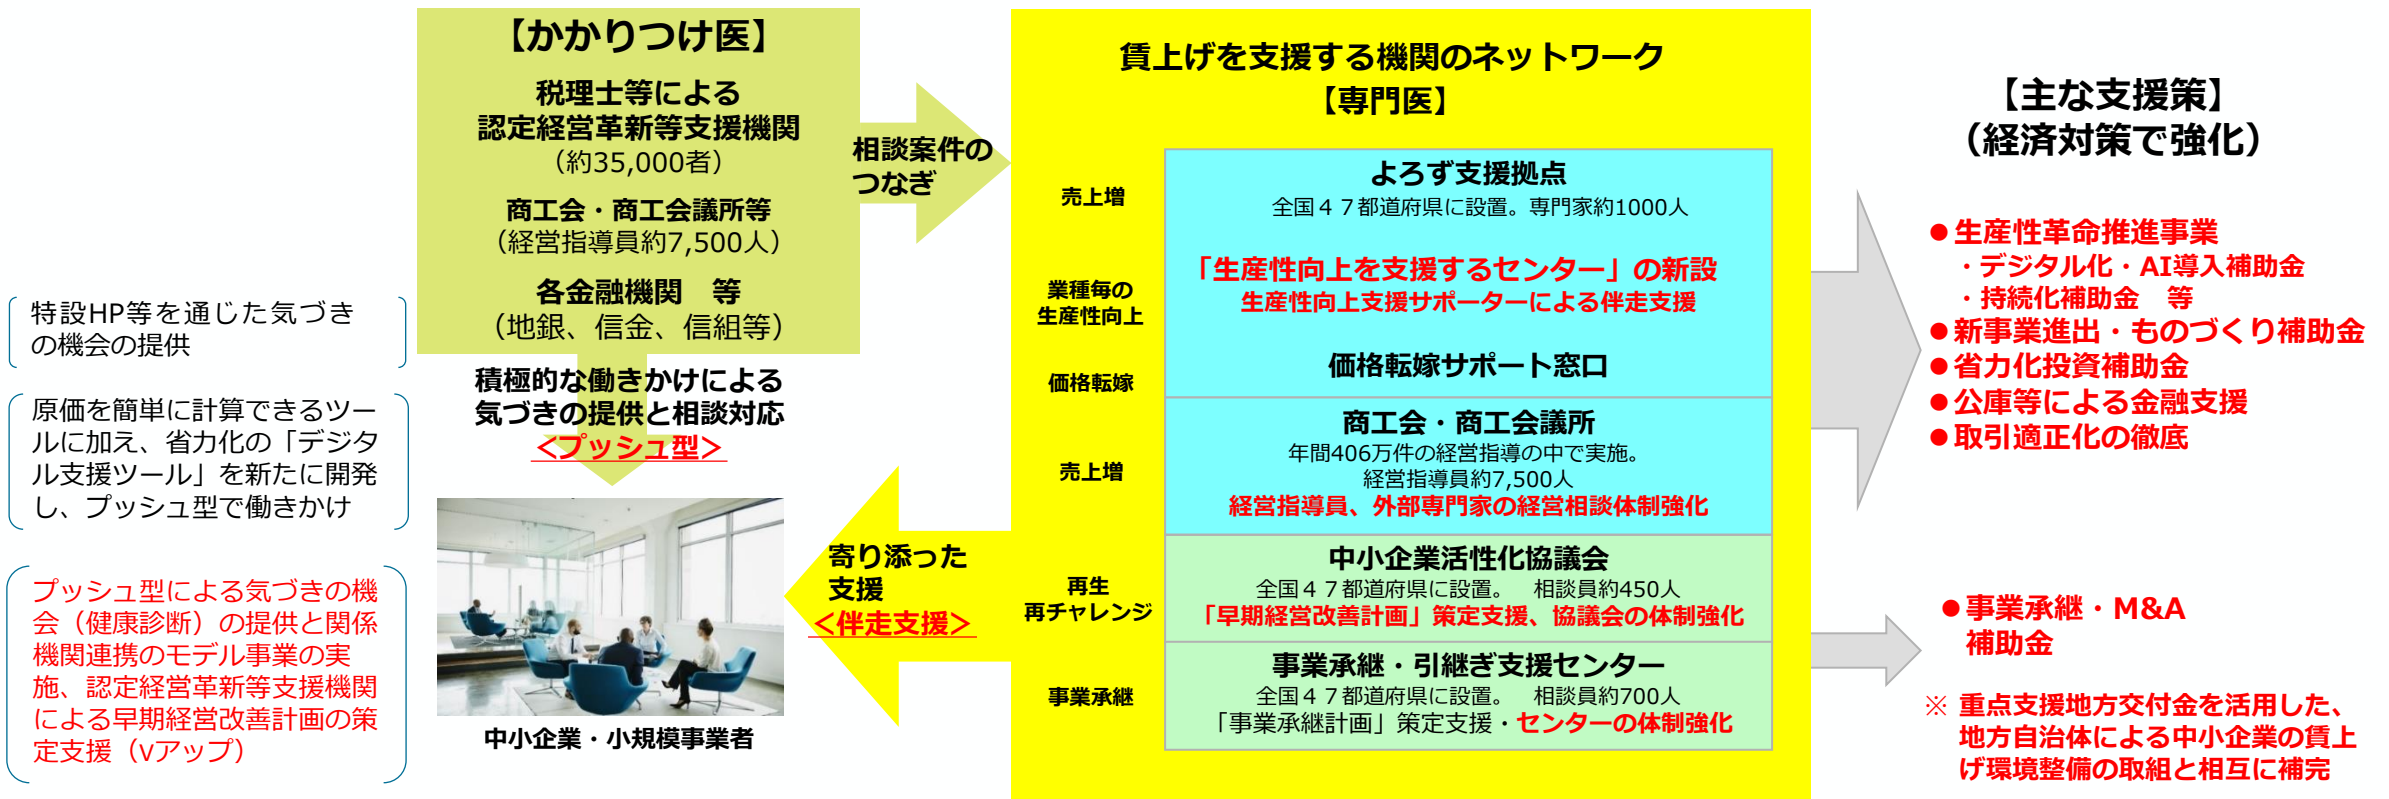 特設HP等を通じた気づき
の機会の提供
原価を簡単に計算できるツー
ルに加え、省力化の「デジタ
ル支援ツール」を新たに開発
し、プッシュ型で働きかけ
プッシュ型による気づきの機
会（健康診断）の提供と関係
機関連携のモデル事業の実
施、認定経営革新等支援機関
による早期経営改善計画の策
定支援（Vアップ）
【かかりつけ医】
税理士等による
認定経営革新等支援機関
（約35,000者）
商工会・商工会議所等
（経営指導員約7,500人）
各金融機関　等
（地銀、信金、信組等）
積極的な働きかけによる
気づきの提供と相談対応
<プッシュ型>
中小企業・小規模事業者
相談案件の
つなぎ
寄り添った
支援
<伴走支援>
賃上げを支援する機関のネットワーク
【専門医】
売上増
よろず支援拠点
全国４７都道府県に設置。専門家約1000人
業種毎の
生産性向上
「生産性向上を支援するセンター」の新設
生産性向上支援サポーターによる伴走支援
価格転嫁
価格転嫁サポート窓口
売上増
商工会・商工会議所
年間406万件の経営指導の中で実施。
経営指導員約7,500人
経営指導員、外部専門家の経営相談体制強化
再生
再チャレンジ
中小企業活性化協議会
全国４７都道府県に設置。　相談員約450人
「早期経営改善計画」策定支援、協議会の体制強化
事業承継
事業承継・引継ぎ支援センター
全国４７都道府県に設置。　相談員約700人
「事業承継計画」策定支援・センターの体制強化
【主な支援策】
（経済対策で強化）
●生産性革命推進事業
・デジタル化・AI導入補助金
・持続化補助金　等
●新事業進出・ものづくり補助金
●省力化投資補助金
●公庫等による金融支援
●取引適正化の徹底
●事業承継・M&A
補助金
※ 重点支援地方交付金を活用した、
地方自治体による中小企業の賃上
げ環境整備の取組と相互に補完